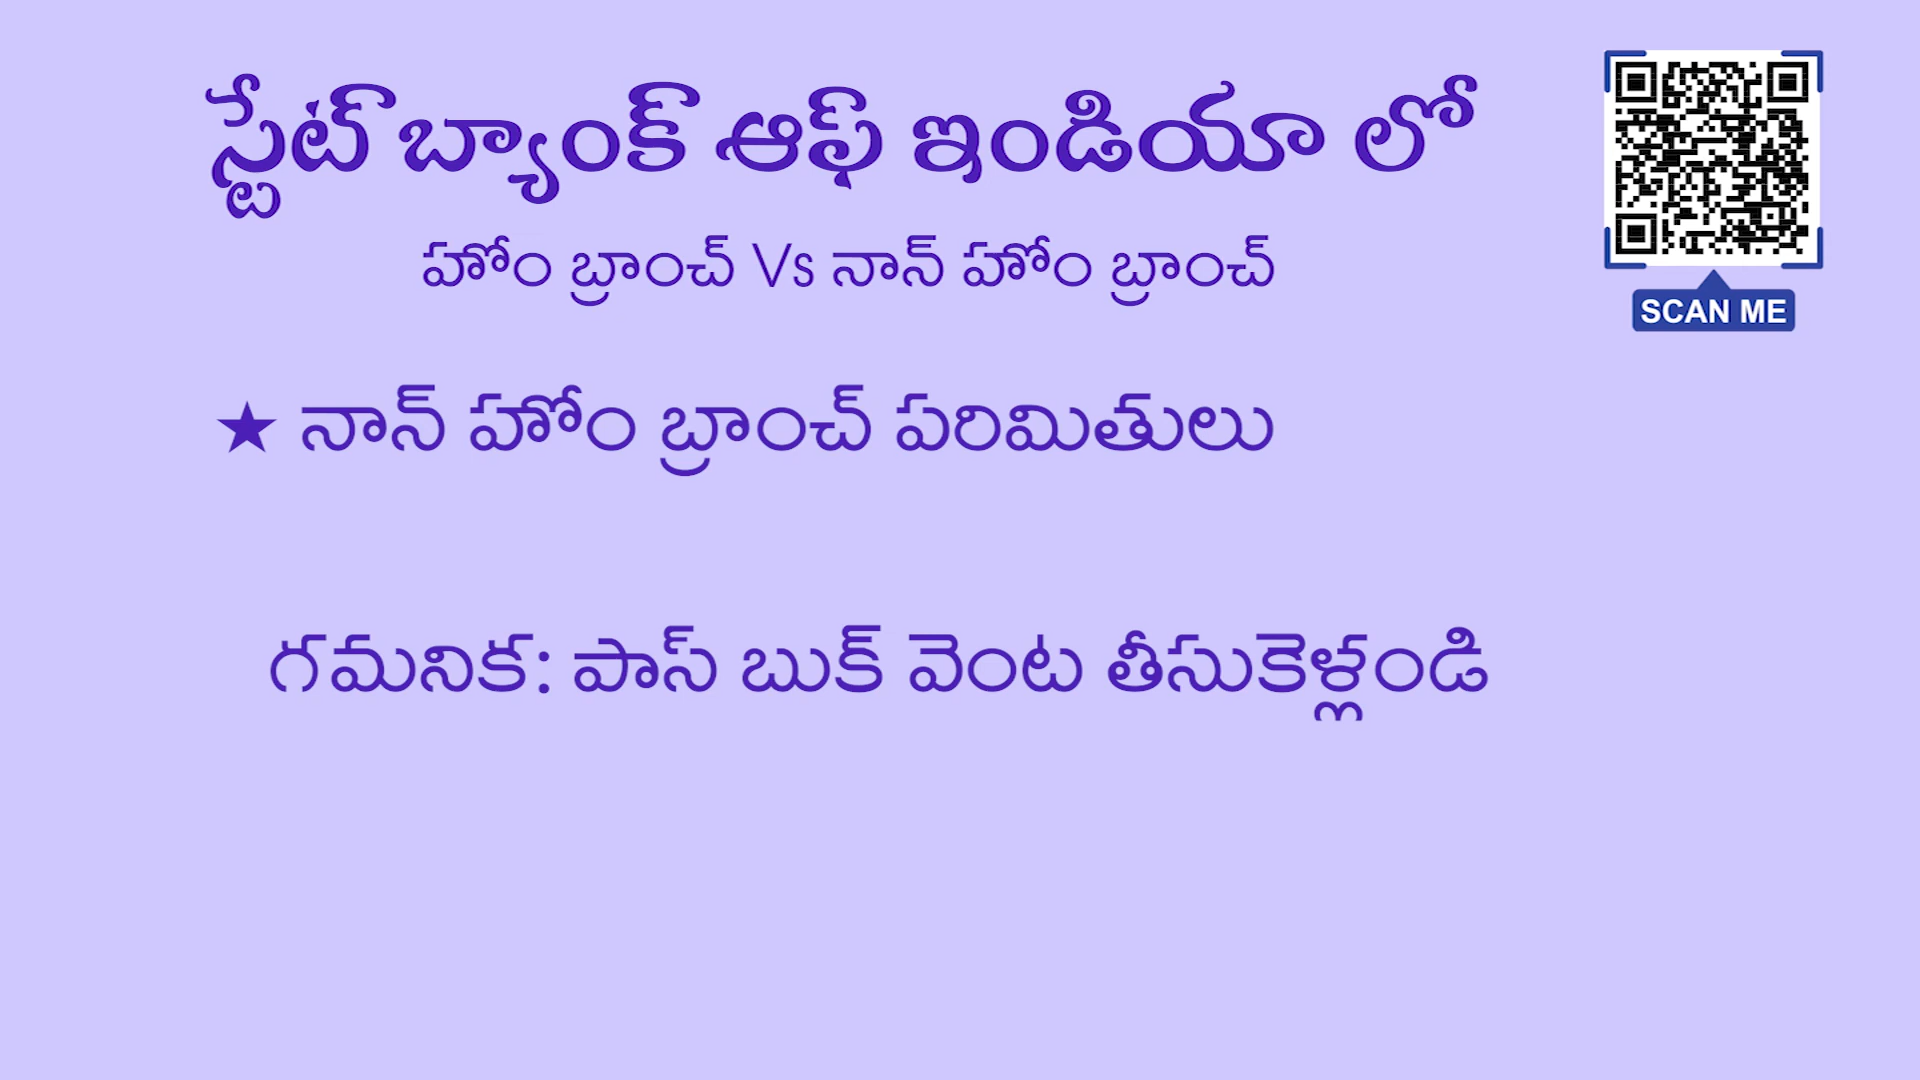 స్టేట్ బ్యాంక్ ఆఫ్ ఇండియా లో
హోం బ్రాంచ్ Vs నాన్ హోం బ్రాంచ్
SCAN ME
★ నాన్ హోం బ్రాంచ్ పరిమితులు
గమనిక: పాస్ బుక్ వెంట తీసుకెళ్లండి